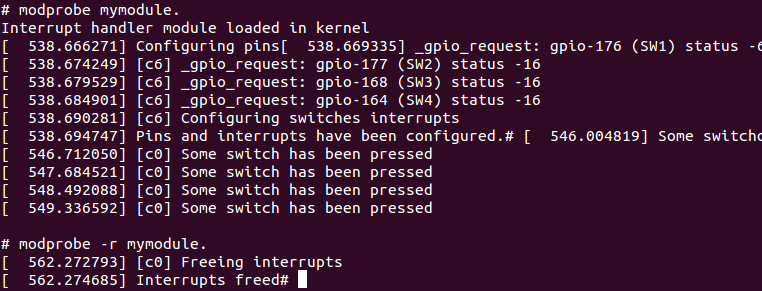 # modprobe mymodule.
Interrupt handler module loaded in kernel
[  538.666271] Configuring pins[  538.669335] _gpio_request: gpio-176 (SW1) status -
[  538.674249] [c6] _gpio_request: gpio-177 (SW2) status -16
[  538.679529] [c6] _gpio_request: gpio-168 (SW3) status -16
[  538.684901] [c6] _gpio_request: gpio-164 (SW4) status -16
[  538.690281] [c6] Configuring switches interrupts
[  538.694747] Pins and interrupts have been configured.# [  546.004819] Some
[  546.712050] [c0] Some switch has been pressed
[  547.684521] [c0] Some switch has been pressed
[  548.492088] [c0] Some switch has been pressed
[  549.336592] [c0] Some switch has been pressed
# modprobe -r mymodule.
[  562.272793] [c0] Freeing interrupts
[  562.274685] Interrupts freed#